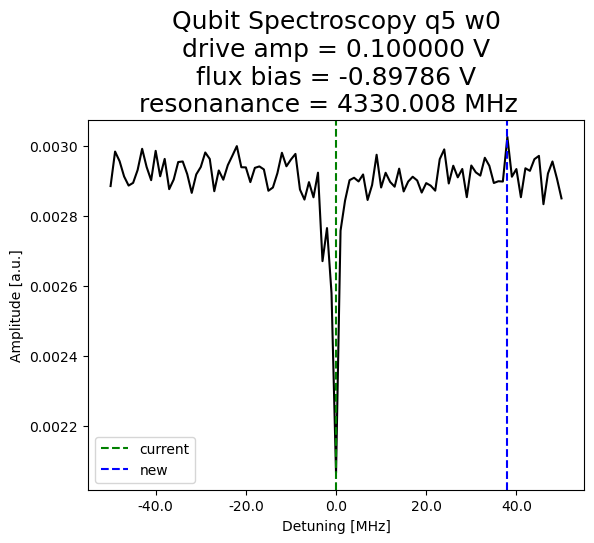 Qubit Spectroscopy q5 w0
drive amp = 0.100000 V
flux bias = -0.89786 V
resonanance = 4330.008 MHz
0.0030
0.0028
0.0026
0.0024
0.0022
Amplitude [a.u.]
current
new
-40.0
-20.0
0.0
20.0
40.0
Detuning [MHz]